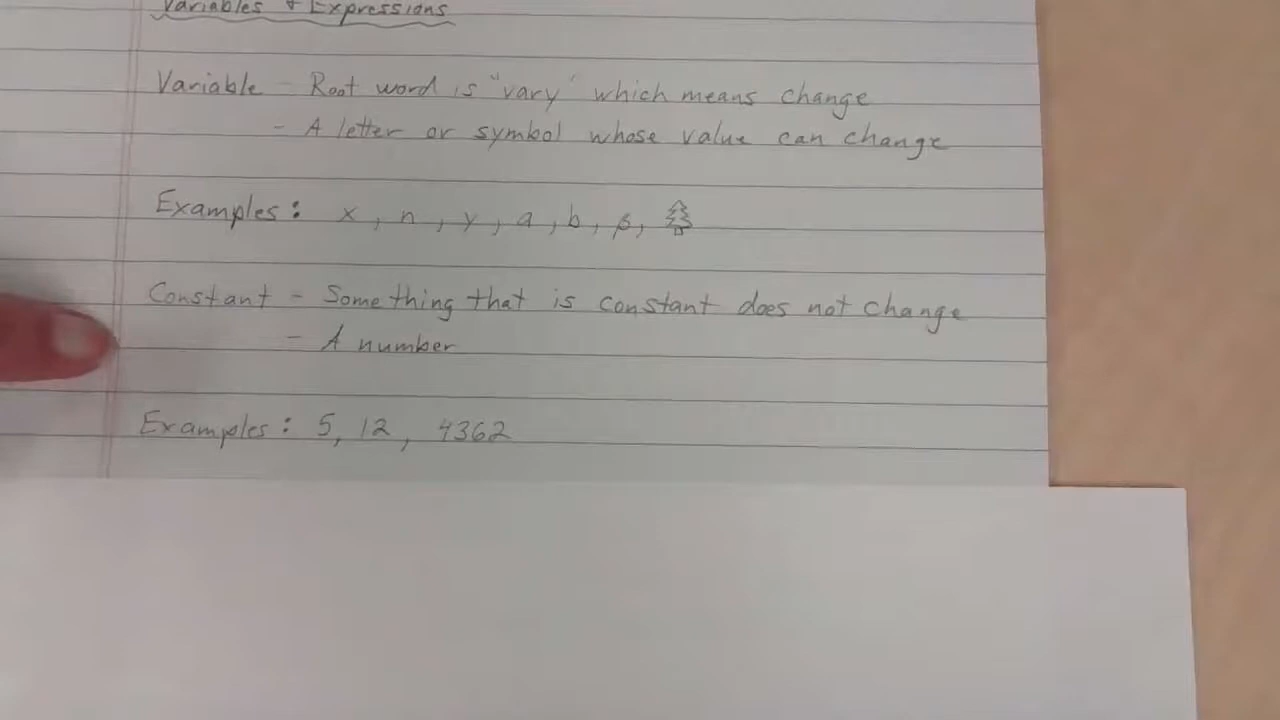 Variables & Expressions
Variable - Root word is "vary" which means change
- A letter or symbol whose value can change
Examples: x, n, y, a, b, β,
Constant - Something that is constant does not change
- A number
Examples: 5, 12, 4362